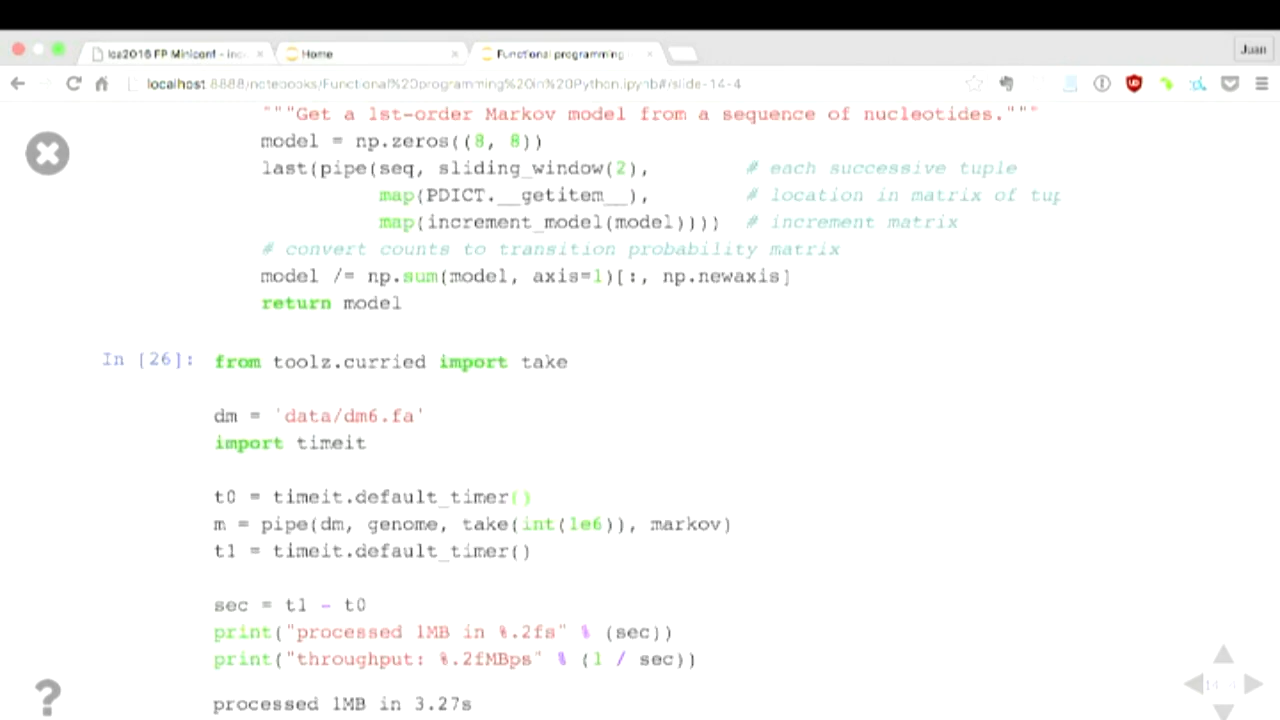 lca2016 FP Miniconf - in
Home
Functional programming
Juan
localhost:8888/notebooks/Functional%20programming%20in%20Python.ipynb#/slide-14-4
"""Get a 1st-order Markov model from a sequence of nucleotides."""
model = np.zeros((8, 8))
last(pipe(seq, sliding_window(2), # each successive tuple
map(PDICT.__getitem__), # location in matrix of tup
map(increment_model(model)))) # increment matrix
# convert counts to transition probability matrix
model /= np.sum(model, axis=1)[:, np.newaxis]
return model
In [26]: from toolz.curried import take
dm = 'data/dm6.fa'
import timeit
t0 = timeit.default_timer()
m = pipe(dm, genome, take(int(1e6)), markov)
t1 = timeit.default_timer()
sec = t1 - t0
print("processed 1MB in %.2fs" % (sec))
print("throughput: %.2fMBps" % (1 / sec))
processed 1MB in 3.27s
?